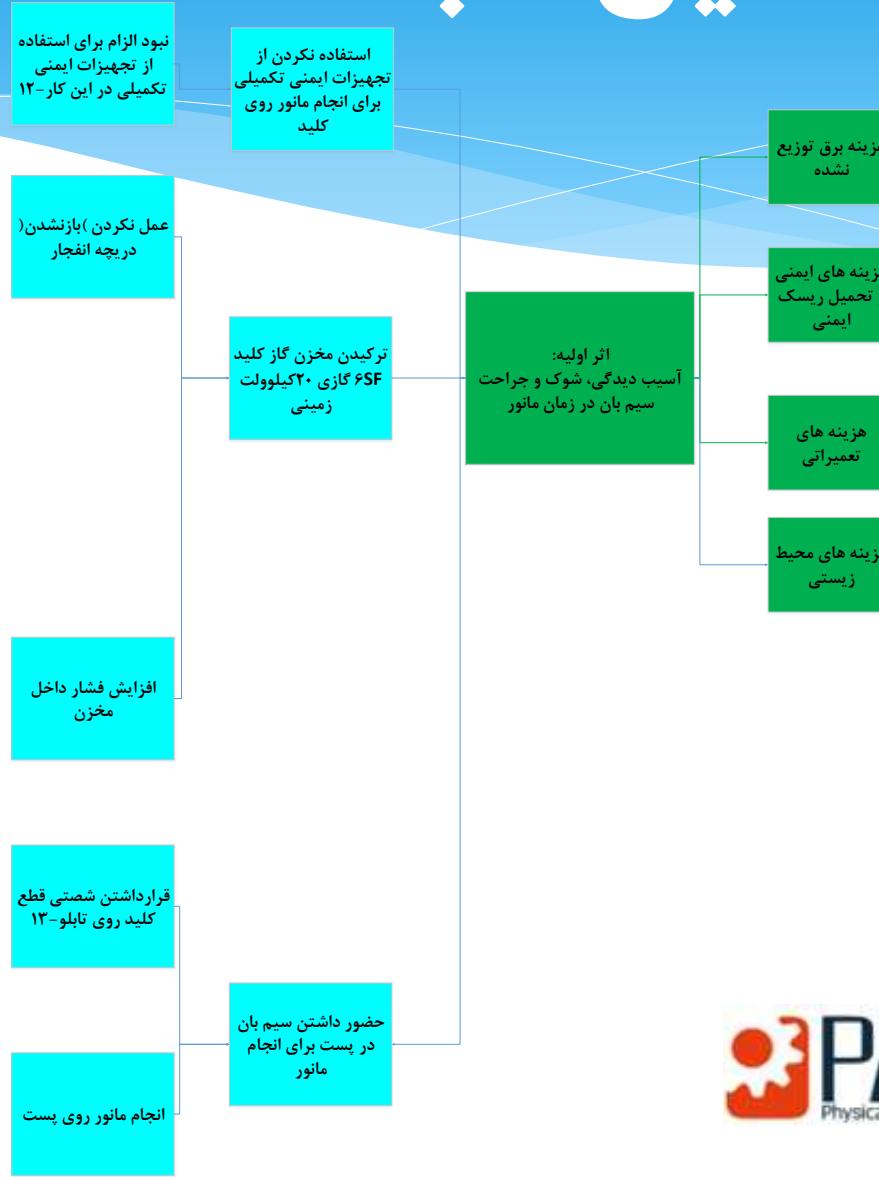 نبود الزام برای استفاده
از تجهیزات ایمنی
تکمیلی در این کار-۱۲
استفاده نکردن از
تجهیزات ایمنی تکمیلی
برای انجام مانور روی
کلید
عمل نکردن )بازنشدن(
دریچه انفجار
ترکیدن مخزن گاز کلید
۶SF گازی ۲۰کیلوولت
زمینی
افزایش فشار داخل
مخزن
قرارداشتن شصتی قطع
کلید روی تابلو-۱۳
حضور داشتن سیم بان
در پست برای انجام
مانور
انجام مانور روی پست
اثر اولیه:
آسیب دیدگی، شوک و جراحت
سیم بان در زمان مانور
هزینه برق توزیع
نشده
هزینه های ایمنی
تحمیل ریسک
ایمنی
هزینه های
تعمیراتی
هزینه های محیط
زیستی